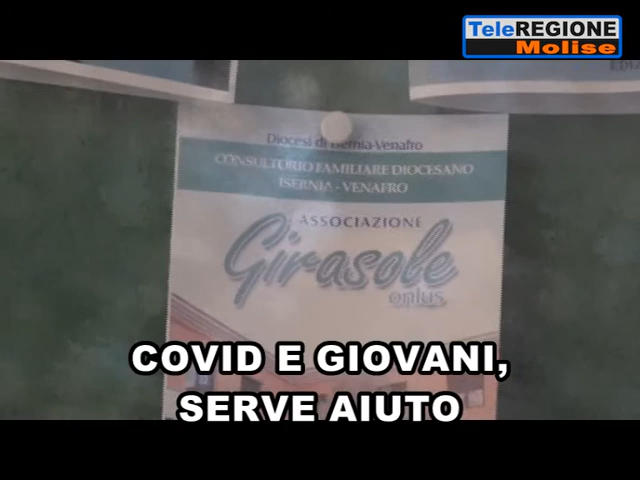 TeleREGIONE
Molise
Diocesi di Isernia-Venafro
CONSULTORIO FAMILIARE DIOCESANO
ISERNIA - VENAFRO
ASSOCIAZIONE
Girasole
onlus
COVID E GIOVANI,
SERVE AIUTO